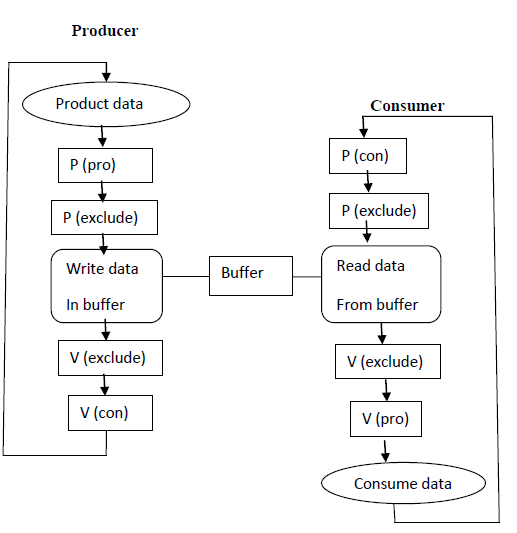 Producer
Product data
P (pro)
P (exclude)
Write data
In buffer
V (exclude)
V (con)
Buffer
Consumer
P (con)
P (exclude)
Read data
From buffer
V (exclude)
V (pro)
Consume data